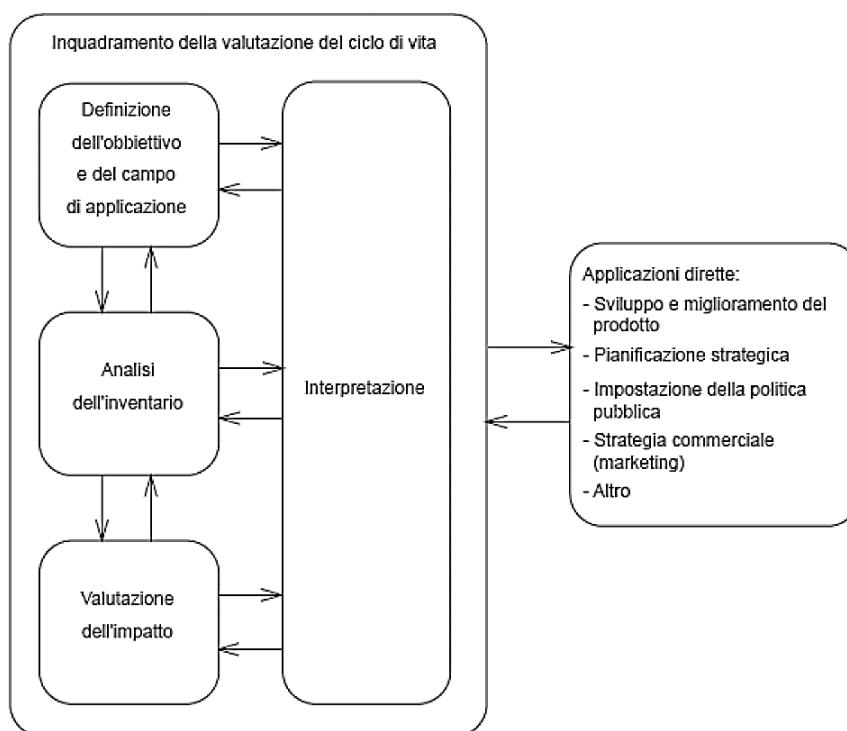 Inquadramento della valutazione del ciclo di vita
Definizione
dell'obbiettivo
e del campo
di applicazione
Analisi
dell'inventario
Valutazione
dell'impatto
Interpretazione
Applicazioni dirette:
- Sviluppo e miglioramento del
prodotto
- Pianificazione strategica
- Impostazione della politica
pubblica
- Strategia commerciale
(marketing)
- Altro